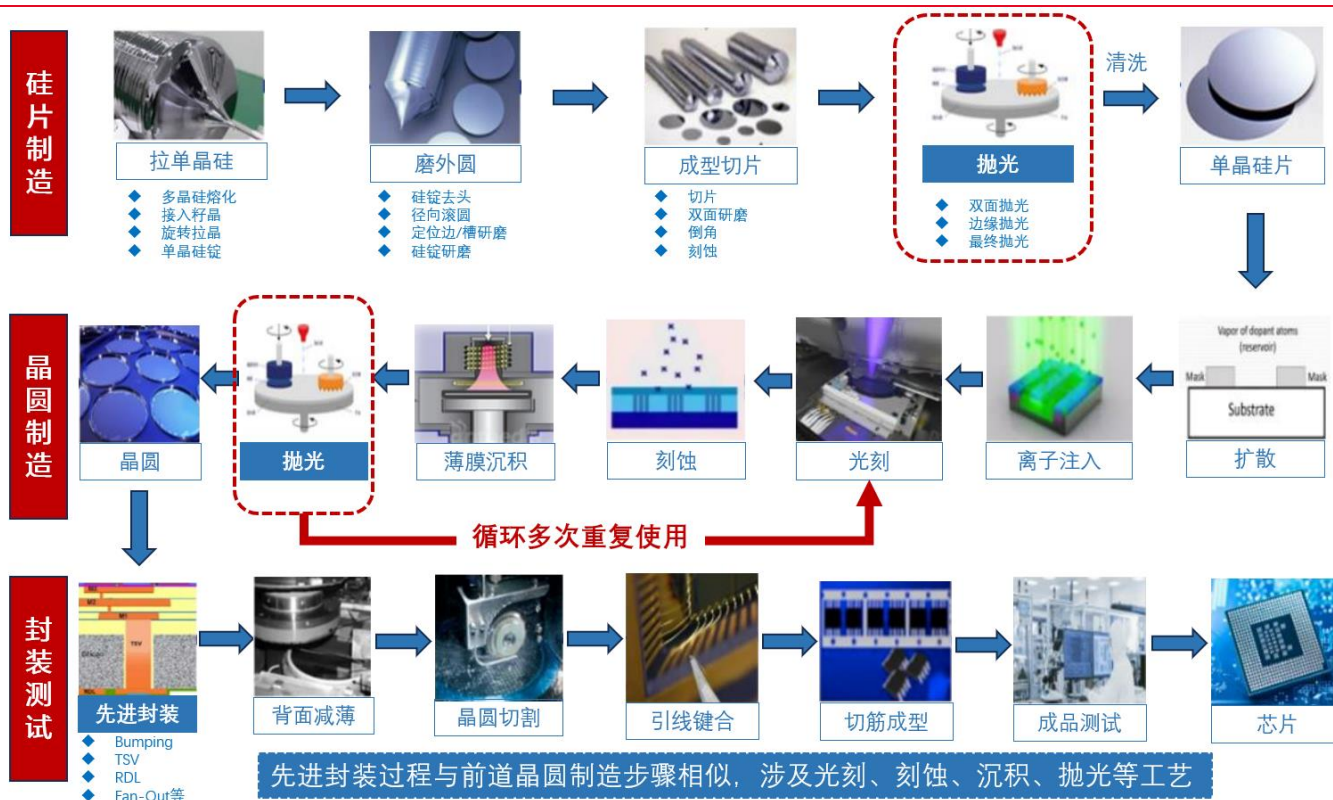 硅片制造
清洗
拉单晶硅
磨外圆
成型切片
抛光
单晶硅片
◆ 多晶硅熔化
◆ 接入籽晶
◆ 旋转拉晶
◆ 单晶硅锭
◆ 硅锭去头
◆ 径向滚圆
◆ 定位边/槽研磨
◆ 硅锭研磨
◆ 切片
◆ 双面研磨
◆ 倒角
◆ 刻蚀
◆ 双面抛光
◆ 边缘抛光
◆ 最终抛光
晶圆制造
Vapor of dopant atoms
(reservoir)
Mask
Mask
Substrate
晶圆
抛光
薄膜沉积
刻蚀
光刻
离子注入
扩散
循环多次重复使用
封装测试
M2
M1
TSV
RDL
先进封装
背面减薄
晶圆切割
引线键合
切筋成型
成品测试
芯片
◆ Bumping
◆ TSV
◆ RDL
◆ Fan-Out等
先进封装过程与前道晶圆制造步骤相似，涉及光刻、刻蚀、沉积、抛光等工艺